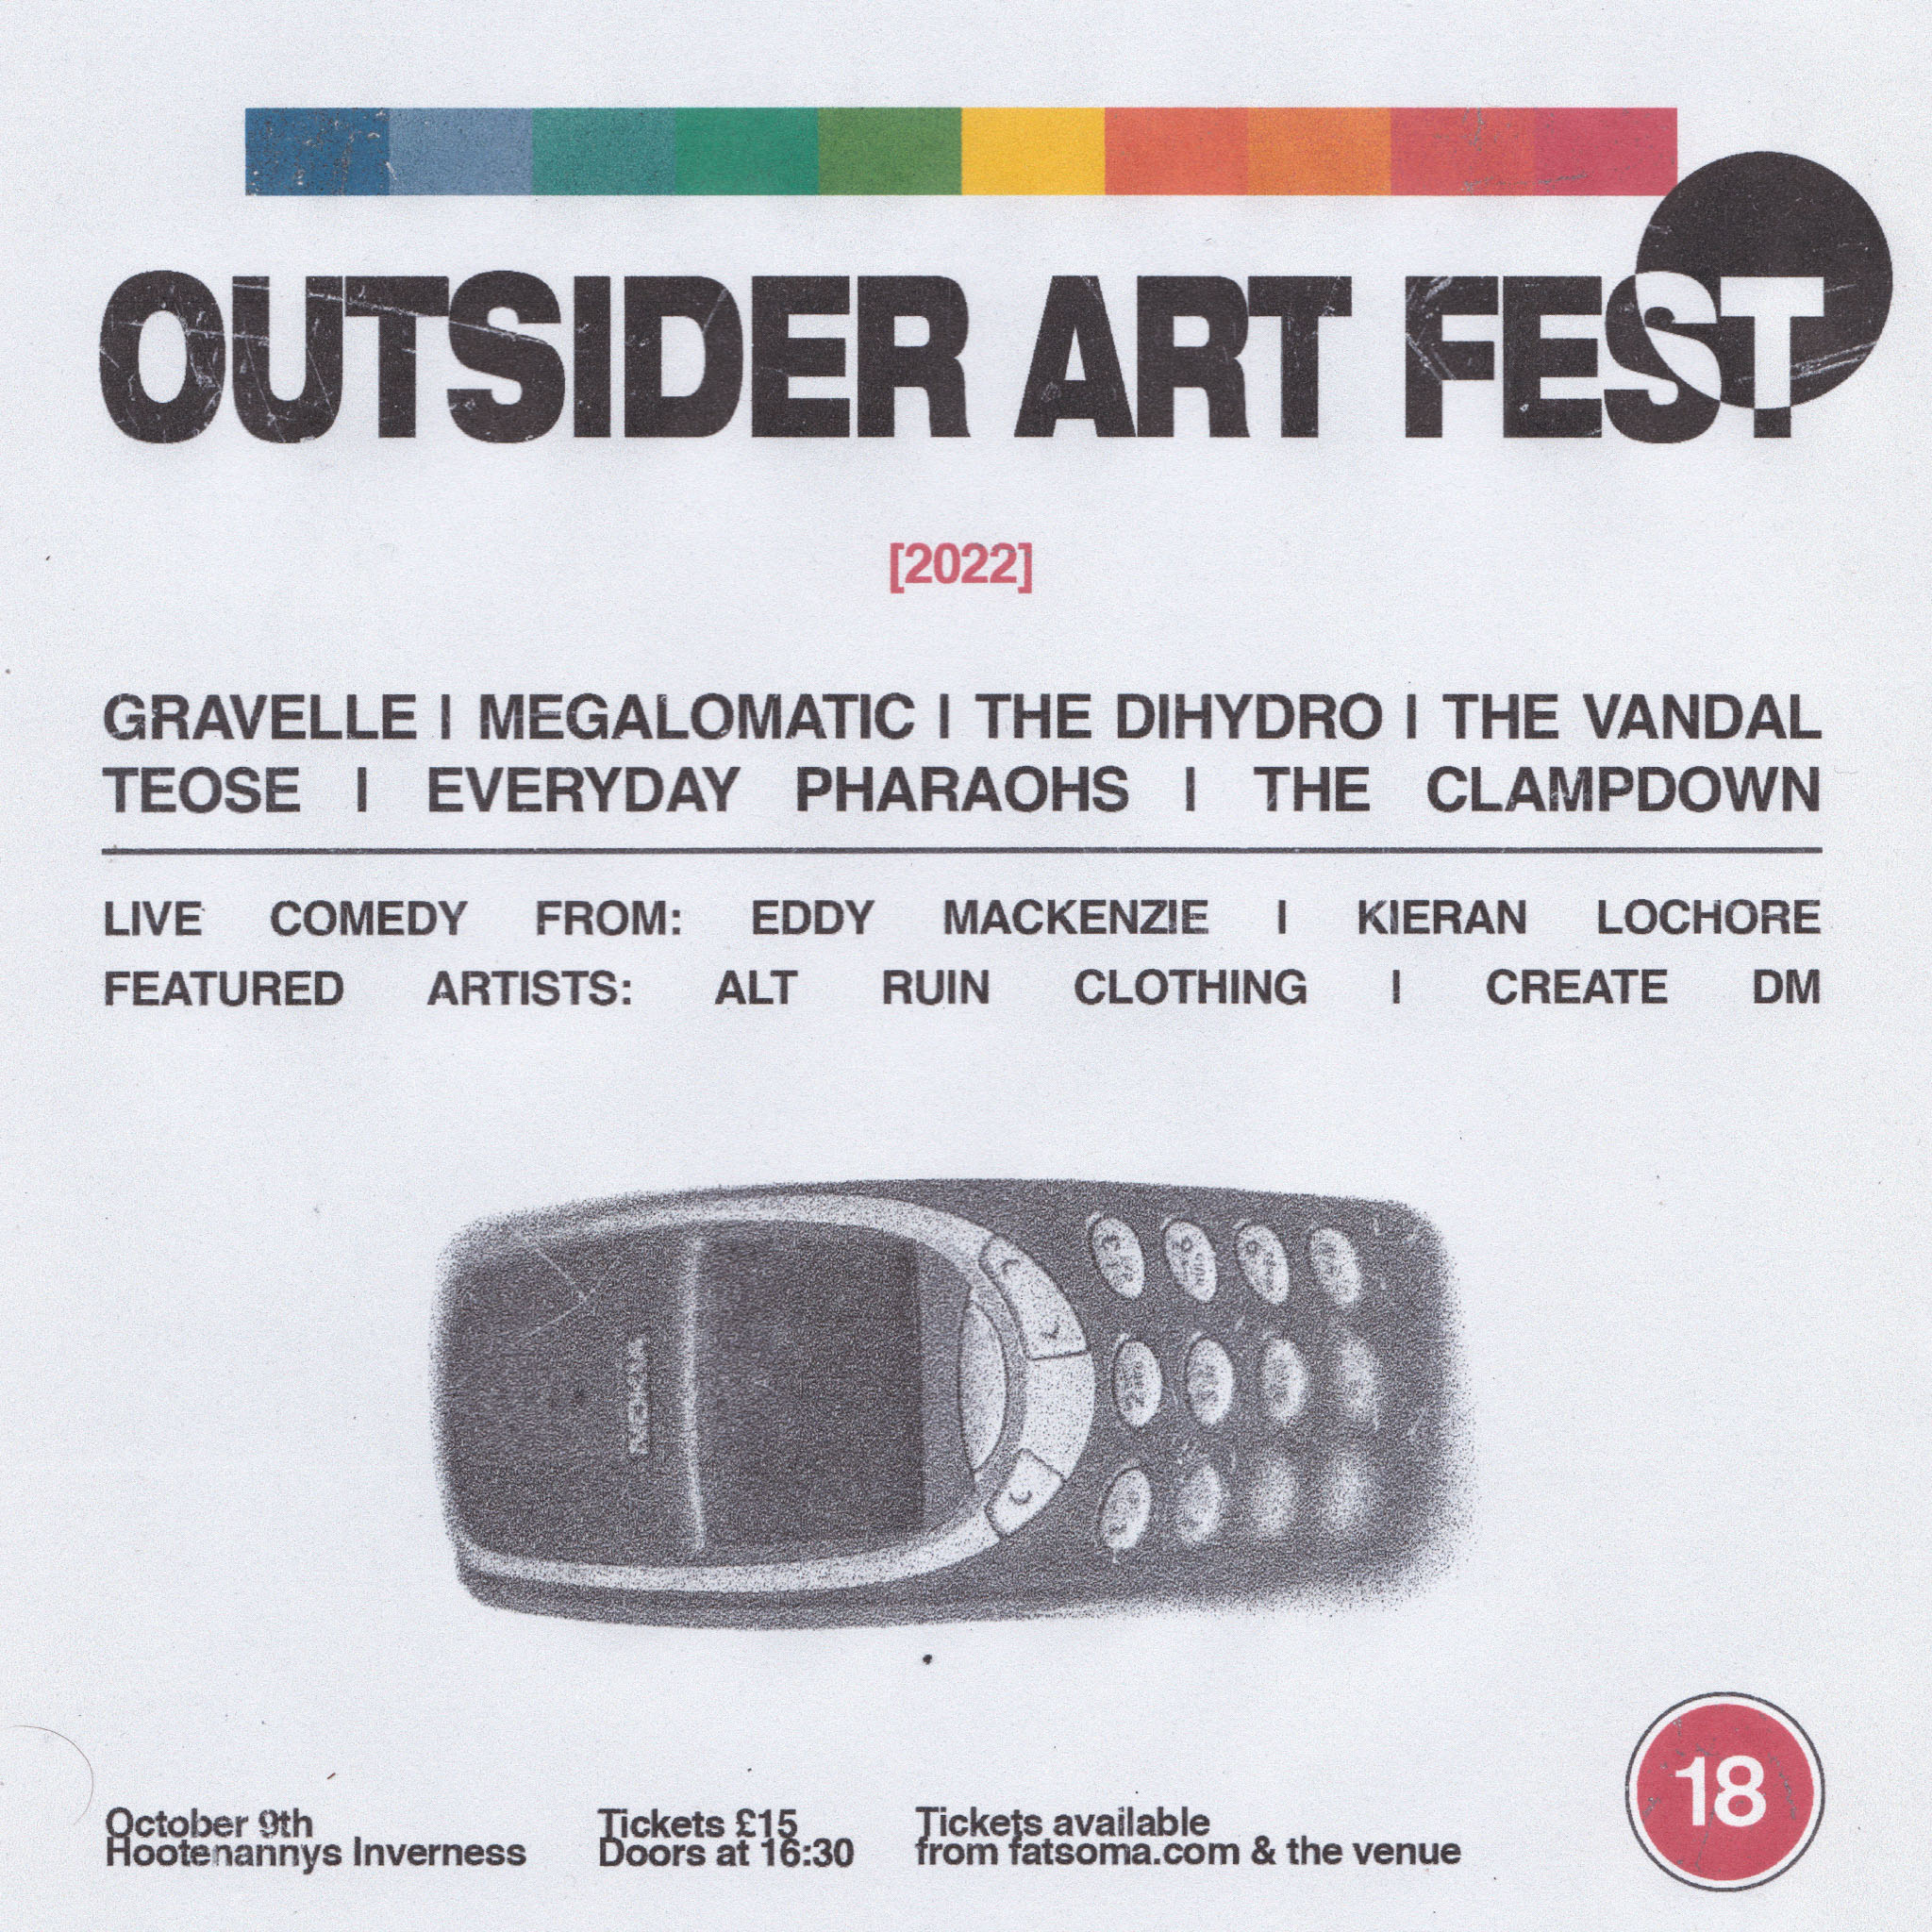 OUTSIDER ART FEST
[2022]
GRAVELLE | MEGALOMATIC | THE DIHYDRO | THE VANDAL
TEOSE | EVERYDAY PHARAOHS | THE CLAMPDOWN
LIVE COMEDY FROM: EDDY MACKENZIE | KIERAN LOCHORE
FEATURED ARTISTS: ALT RUIN CLOTHING | CREATE DM
NOKIA
October 9th
Hootenannys Inverness
Tickets £15
Doors at 16:30
Tickets available
from fatsoma.com & the venue
18